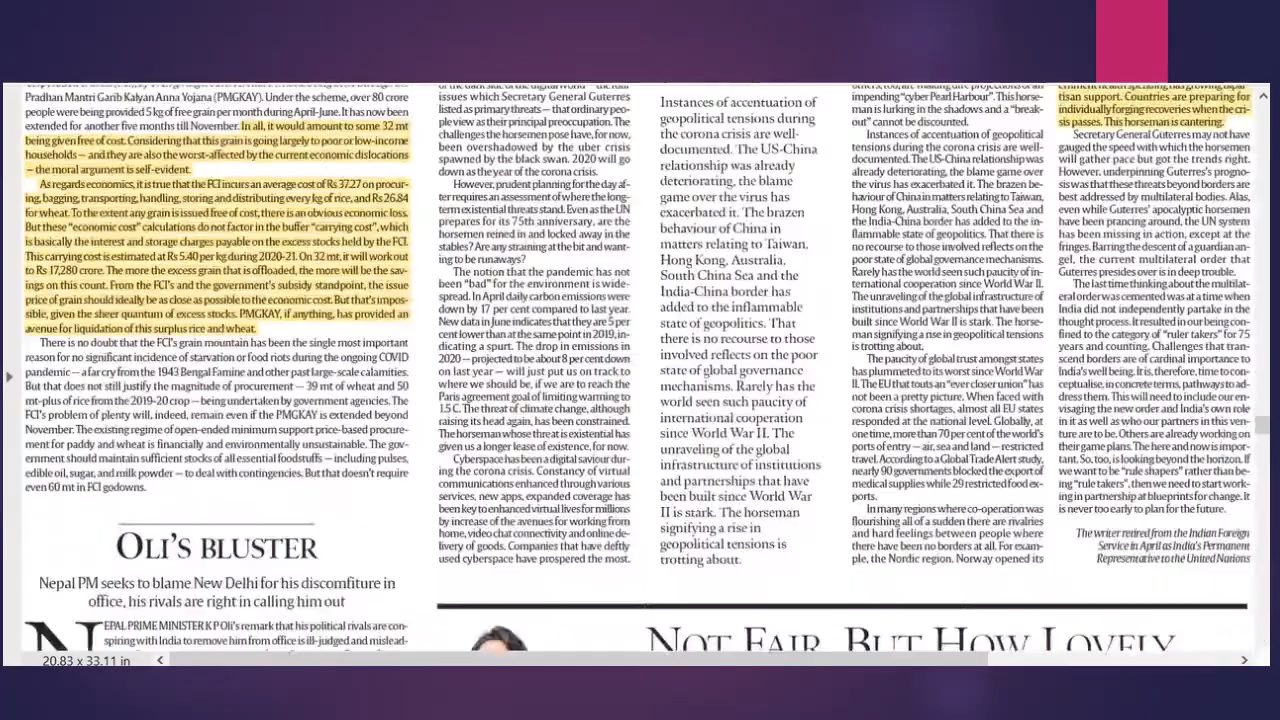 Pradhan Mantri Garib Kalyan Anna Yojana (PMGKAY). Under the scheme, over 80 crore
people were being provided 5 kg of free grain per month during April-June. It has now been
extended for another five months till November. In all, it would amount to some 32 mt
being given free of cost. Considering that this grain is going largely to poor or low-income
households — and they are also the worst-affected by the current economic dislocations
— the moral argument is self-evident.
As regards economics, it is true that the FCI incurs an average cost of Rs 37.27 on procur-
ing, bagging, transporting, handling, storing and distributing every kg of rice, and Rs 26.84
for wheat. To the extent any grain is issued free of cost, there is an obvious economic loss.
But these "economic cost" calculations do not factor in the buffer "carrying cost", which
is basically the interest and storage charges payable on the excess stocks held by the FCI.
This carrying cost is estimated at Rs 5.40 per kg during 2020-21. On 32 mt, it will work out
to Rs 17,280 crore. The more the excess grain that is offloaded, the more will be the sav-
ings on this count. From the FCI's and the government's subsidy standpoint, the issue
price of grain should ideally be as close as possible to the economic cost. But that's impos-
sible, given the sheer quantum of excess stocks. PMGKAY, if anything, has provided an
avenue for liquidation of this surplus rice and wheat.
There is no doubt that the FCI's grain mountain has been the single most important
reason for no significant incidence of starvation or food riots during the ongoing COVID
pandemic — a far cry from the 1943 Bengal Famine and other past large-scale calamities.
But that does not still justify the magnitude of procurement — 39 mt of wheat and 50
mt-plus of rice from the 2019-20 crop — being undertaken by government agencies. The
FCI's problem of plenty will, indeed, remain even if the PMGKAY is extended beyond
November. The existing regime of open-ended minimum support price-based procure-
ment for paddy and wheat is financially and environmentally unsustainable. The gov-
ernment should maintain sufficient stocks of all essential foodstuffs — including pulses,
edible oil, sugar, and milk powder — to deal with contingencies. But that doesn't require
even 60 mt in FCI godowns.
OLI'S BLUSTER
Nepal PM seeks to blame New Delhi for his discomfiture in
office, his rivals are right in calling him out
NEPAL PRIME MINISTER K P Oli's remark that his political rivals are con-
spiring with India to remove him from office is ill-judged and mislead-
issues which Secretary General Guterres
listed as primary threats — that ordinary peo-
ple view as their principal preoccupation. The
challenges the horsemen pose have, for now,
been overshadowed by the uber crisis
spawned by the black swan. 2020 will go
down as the year of the corona crisis.
However, prudent planning for the day af-
ter requires an assessment of where the long-
term existential threats stand. Even as the UN
prepares for its 75th anniversary, are the
horsemen reined in and locked away in the
stables? Are any straining at the bit and want-
ing to be runaways?
The notion that the pandemic has not
been "bad" for the environment is wide-
spread. In April daily carbon emissions were
down by 17 per cent compared to last year.
New data in June indicates that they are 5 per
cent lower than at the same point in 2019, in-
dicating a spurt. The drop in emissions in
2020 — projected to be about 8 per cent down
on last year — will just put us on track to
where we should be, if we are to reach the
Paris agreement goal of limiting warming to
1.5 C. The threat of climate change, although
raising its head again, has been constrained.
The horseman whose threat is existential has
given us a longer lease of existence, for now.
Cyberspace has been a digital saviour dur-
ing the corona crisis. Constancy of virtual
communications enhanced through various
services, new apps, expanded coverage has
been key to enhanced virtual lives for millions
by increase of the avenues for working from
home, video chat connectivity and online de-
livery of goods. Companies that have deftly
used cyberspace have prospered the most.
Instances of accentuation of
geopolitical tensions during
the corona crisis are well-
documented. The US-China
relationship was already
deteriorating, the blame
game over the virus has
exacerbated it. The brazen
behaviour of China in
matters relating to Taiwan,
Hong Kong, Australia,
South China Sea and the
India-China border has
added to the inflammable
state of geopolitics. That
there is no recourse to those
involved reflects on the poor
state of global governance
mechanisms. Rarely has the
world seen such paucity of
international cooperation
since World War II. The
unraveling of the global
infrastructure of institutions
and partnerships that have
been built since World War
II is stark. The horseman
signifying a rise in
geopolitical tensions is
trotting about.
impending "cyber Pearl Harbour". This horse-
man is lurking in the shadows and a "break-
out" cannot be discounted.
Instances of accentuation of geopolitical
tensions during the corona crisis are well-
documented. The US-China relationship was
already deteriorating, the blame game over
the virus has exacerbated it. The brazen be-
haviour of China in matters relating to Taiwan,
Hong Kong, Australia, South China Sea and
the India-China border has added to the in-
flammable state of geopolitics. That there is
no recourse to those involved reflects on the
poor state of global governance mechanisms.
Rarely has the world seen such paucity of in-
ternational cooperation since World War II.
The unraveling of the global infrastructure of
institutions and partnerships that have been
built since World War II is stark. The horse-
man signifying a rise in geopolitical tensions
is trotting about.
The paucity of global trust amongst states
has plummeted to its worst since World War
II. The EU that touts an "ever closer union" has
not been a pretty picture. When faced with
corona crisis shortages, almost all EU states
responded at the national level. Globally, at
one time, more than 70 per cent of the world's
ports of entry — air, sea and land — restricted
travel. According to a Global Trade Alert study,
nearly 90 governments blocked the export of
medical supplies while 29 restricted food ex-
ports.
In many regions where co-operation was
flourishing all of a sudden there are rivalries
and hard feelings between people where
there have been no borders at all. For exam-
ple, the Nordic region. Norway opened its
tisan support. Countries are preparing for
individually forging recoveries when the cri-
sis passes. This horseman is cantering.
Secretary General Guterres may not have
gauged the speed with which the horsemen
will gather pace but got the trends right.
However, underpinning Guterres's progno-
sis was that these threats beyond borders are
best addressed by multilateral bodies. Alas,
even while Guterres' apocalyptic horsemen
have been prancing around, the UN system
has been missing in action, except at the
fringes. Barring the descent of a guardian an-
gel, the current multilateral order that
Guterres presides over is in deep trouble.
The last time thinking about the multilat-
eral order was cemented was at a time when
India did not independently partake in the
thought process. It resulted in our being con-
fined to the category of "ruler takers" for 75
years and counting. Challenges that tran-
scend borders are of cardinal importance to
India's well being. It is, therefore, time to con-
ceptualise, in concrete terms, pathways to ad-
dress them. This will need to include our en-
visaging the new order and India's own role
in it as well as who our partners in this ven-
ture are to be. Others are already working on
their game plans. The here and now is impor-
tant. So, too, is looking beyond the horizon. If
we want to be "rule shapers" rather than be-
ing "rule takers", then we need to start work-
ing in partnership at blueprints for change. It
is never too early to plan for the future.
The writer retired from the Indian Foreign
Service in April as India's Permanent
Representative to the United Nations
NOT FAIR, BUT HOW LOVELY
20.83 x 33.11 in